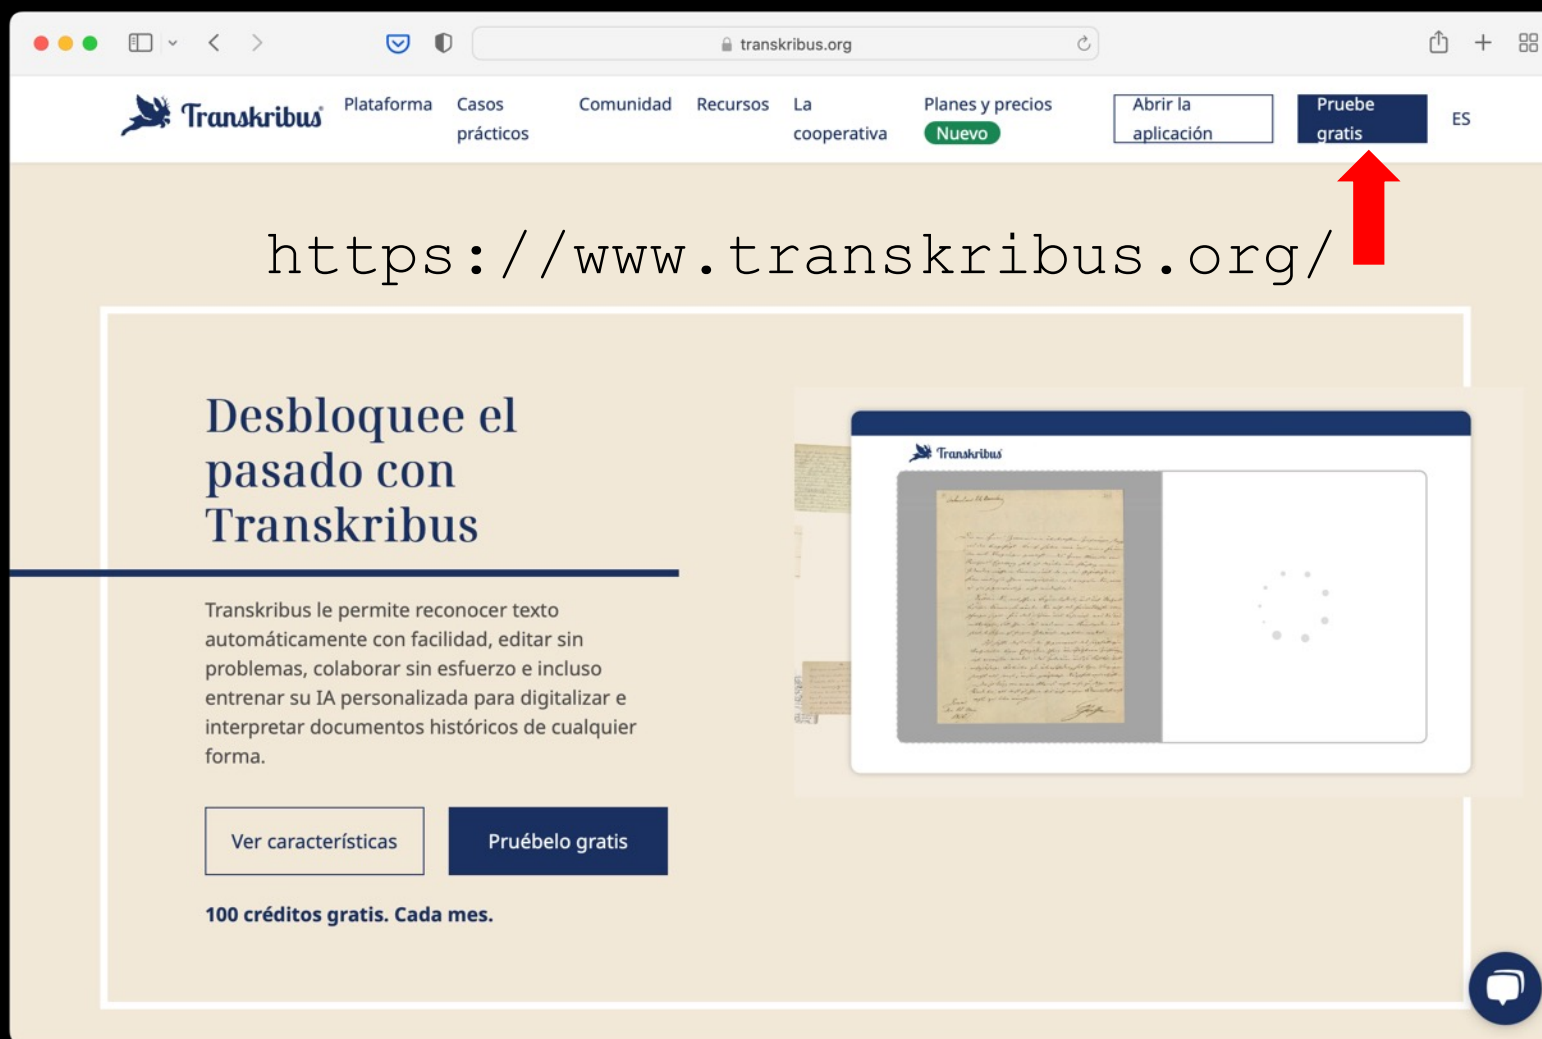 transkribus.org
Transkribus®
Plataforma
Casos
prácticos
Comunidad
Recursos
La
cooperativa
Planes y precios
Nuevo
Abrir la
aplicación
Pruebe
gratis
ES
https://www.transkribus.org/
Desbloquee el
pasado con
Transkribus
Transkribus le permite reconocer texto
automáticamente con facilidad, editar sin
problemas, colaborar sin esfuerzo e incluso
entrenar su IA personalizada para digitalizar e
interpretar documentos históricos de cualquier
forma.
Ver características
Pruébelo gratis
100 créditos gratis. Cada mes.
Transkribus